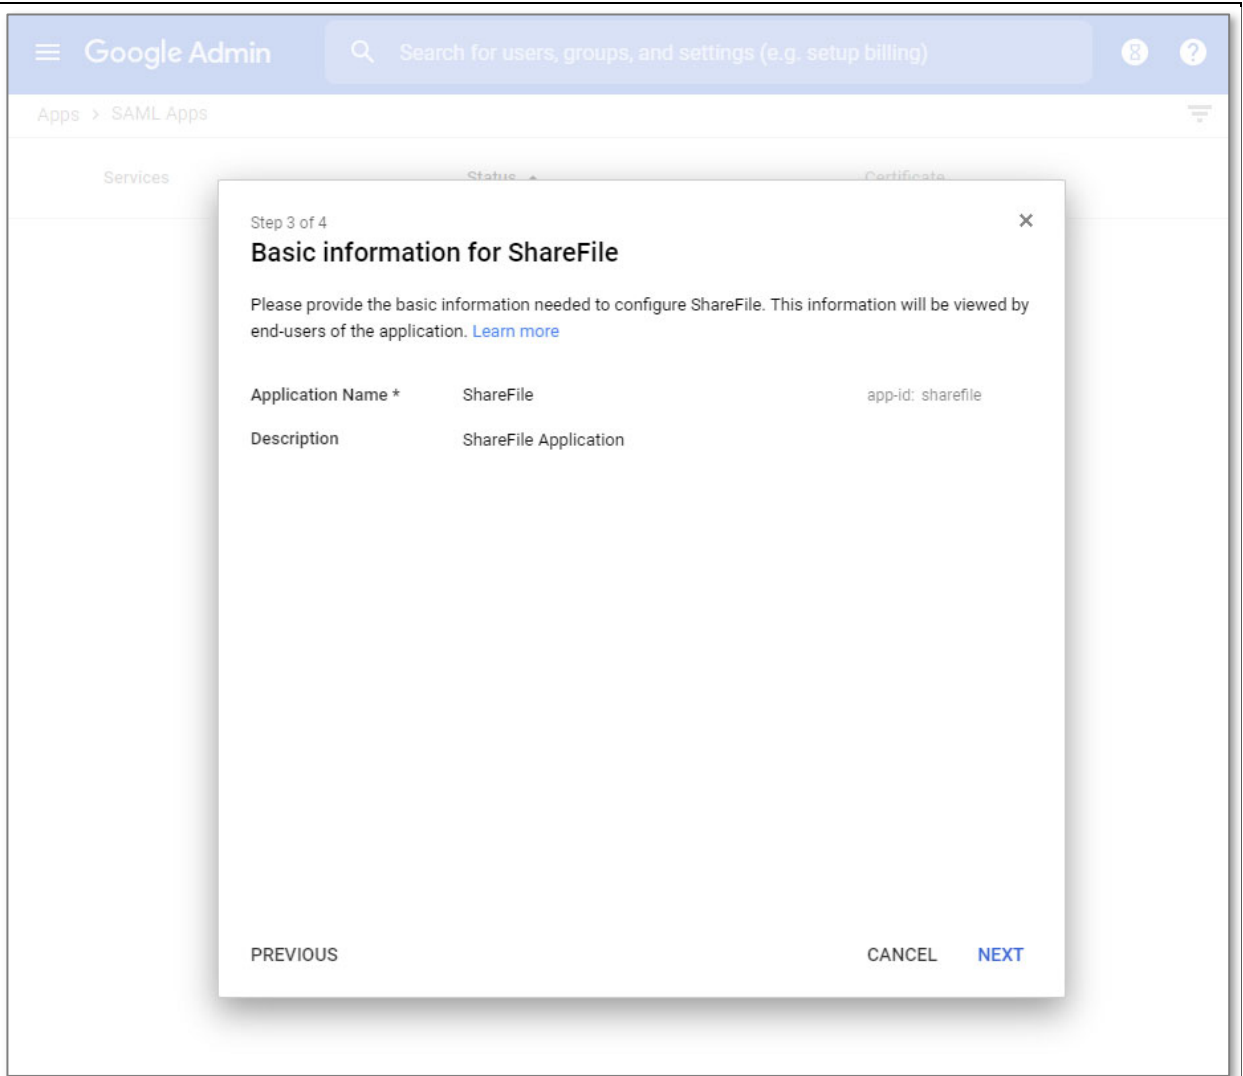 Google Admin
Search for users, groups, and settings (e.g. setup billing)
Apps > SAML Apps
Services Status Certificate
Step 3 of 4
Basic information for ShareFile
Please provide the basic information needed to configure ShareFile. This information will be viewed by
end-users of the application. Learn more
Application Name * ShareFile app-id: sharefile
Description ShareFile Application
PREVIOUS CANCEL NEXT